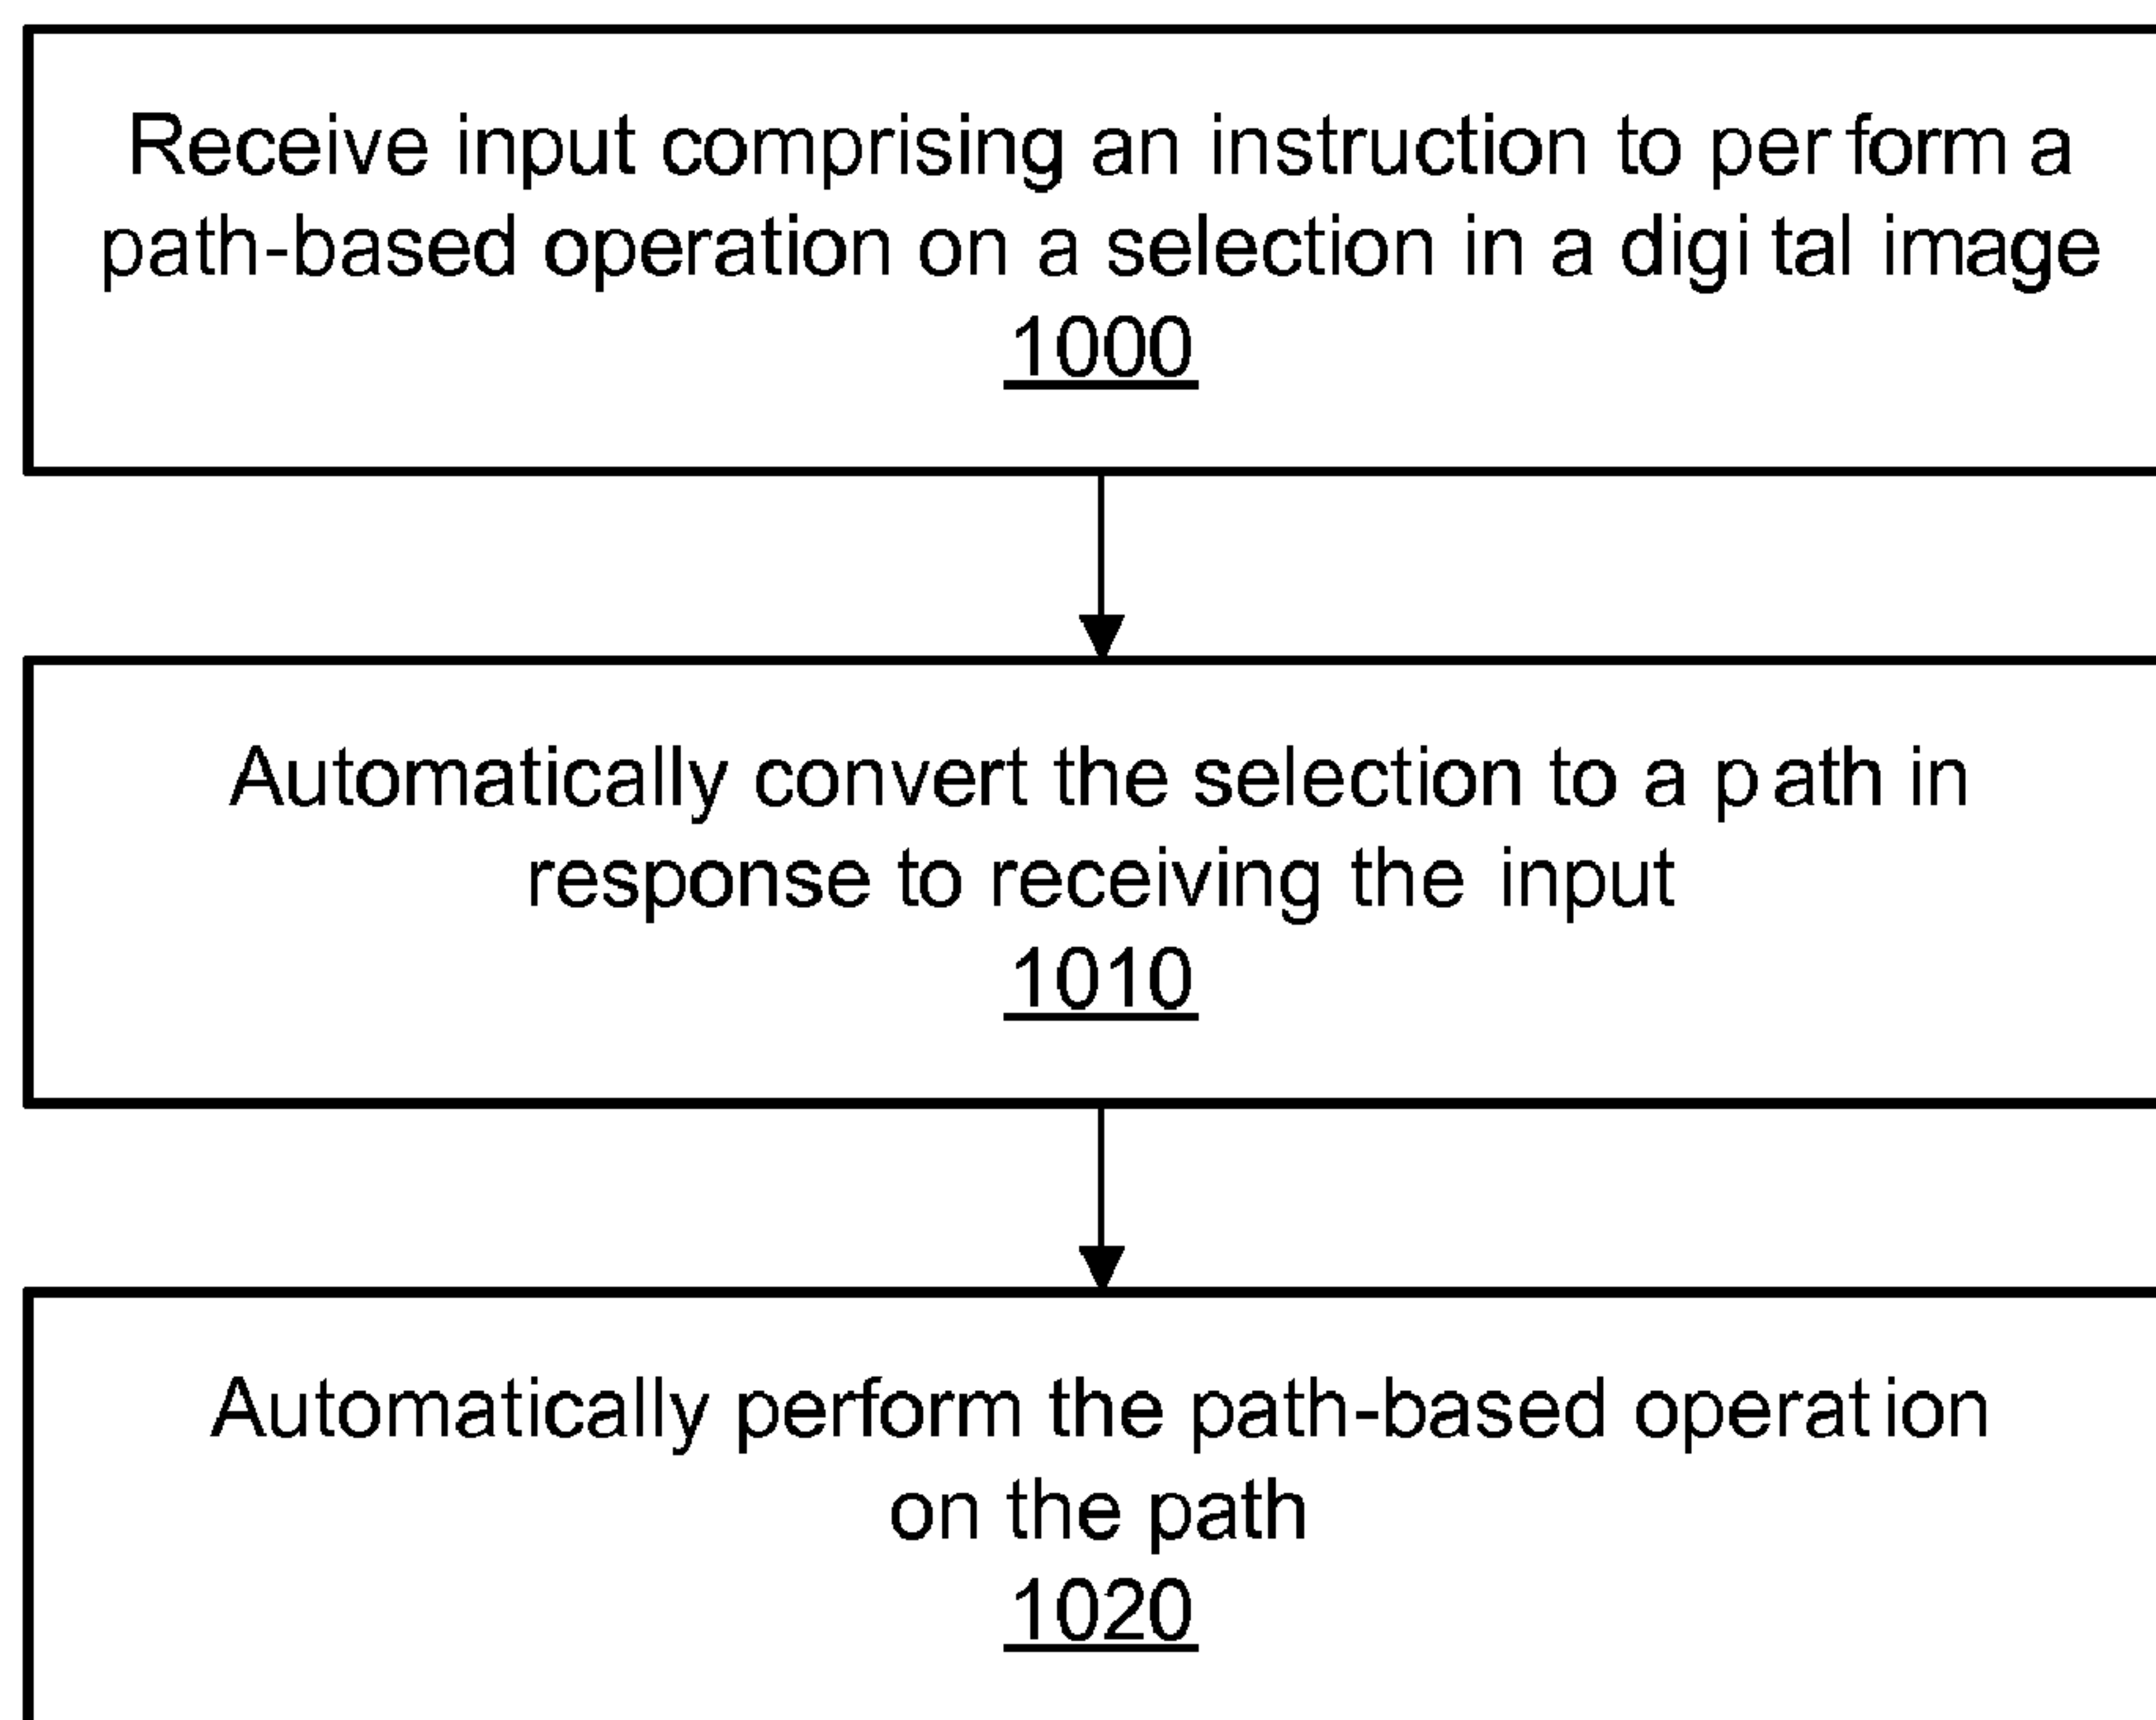 Receive input comprising an instruction to perform a
path-based operation on a selection in a digital image
1000
Automatically convert the selection to a path in
response to receiving the input
1010
Automatically perform the path-based operation
on the path
1020